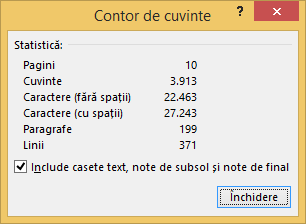 Contor de cuvinte ?
Statistică:
Pagini 10
Cuvinte 3.913
Caractere (fără spații) 22.463
Caractere (cu spații) 27.243
Paragrafe 199
Linii 371
Include casete text, note de subsol și note de final
Închidere